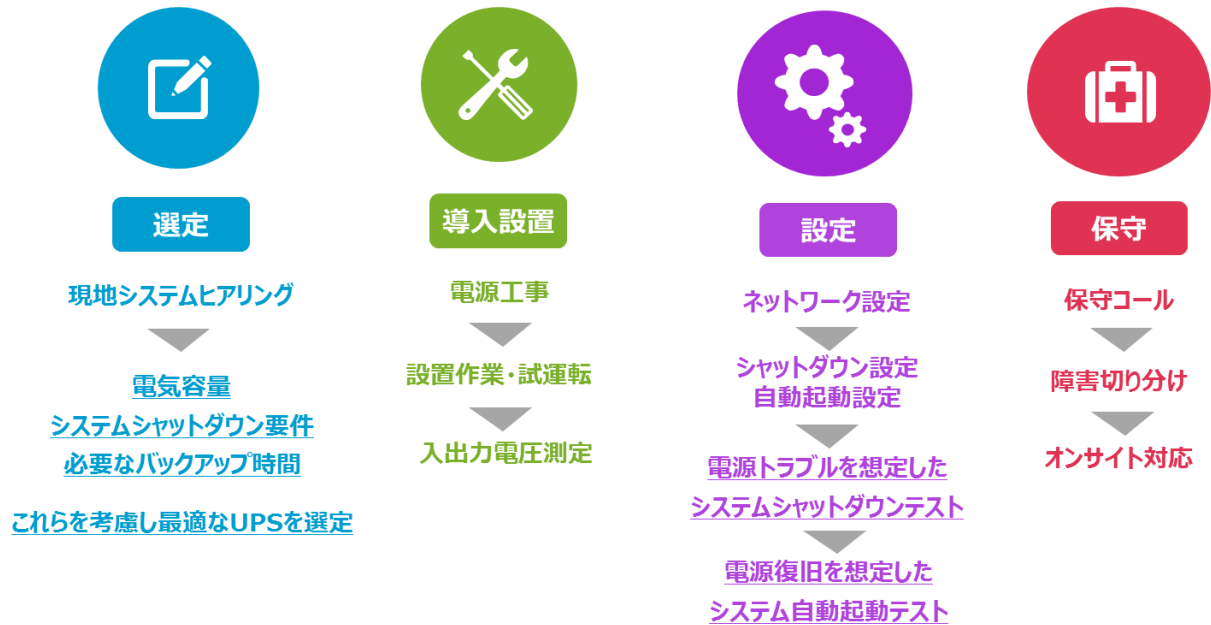 選定
現地システムヒアリング
電気容量
システムシャットダウン要件
必要なバックアップ時間
これらを考慮し最適なUPSを選定
導入設置
電源工事
設置作業・試運転
入出力電圧測定
設定
ネットワーク設定
シャットダウン設定
自動起動設定
電源トラブルを想定した
システムシャットダウンテスト
電源復旧を想定した
システム自動起動テスト
保守
保守コール
障害切り分け
オンサイト対応